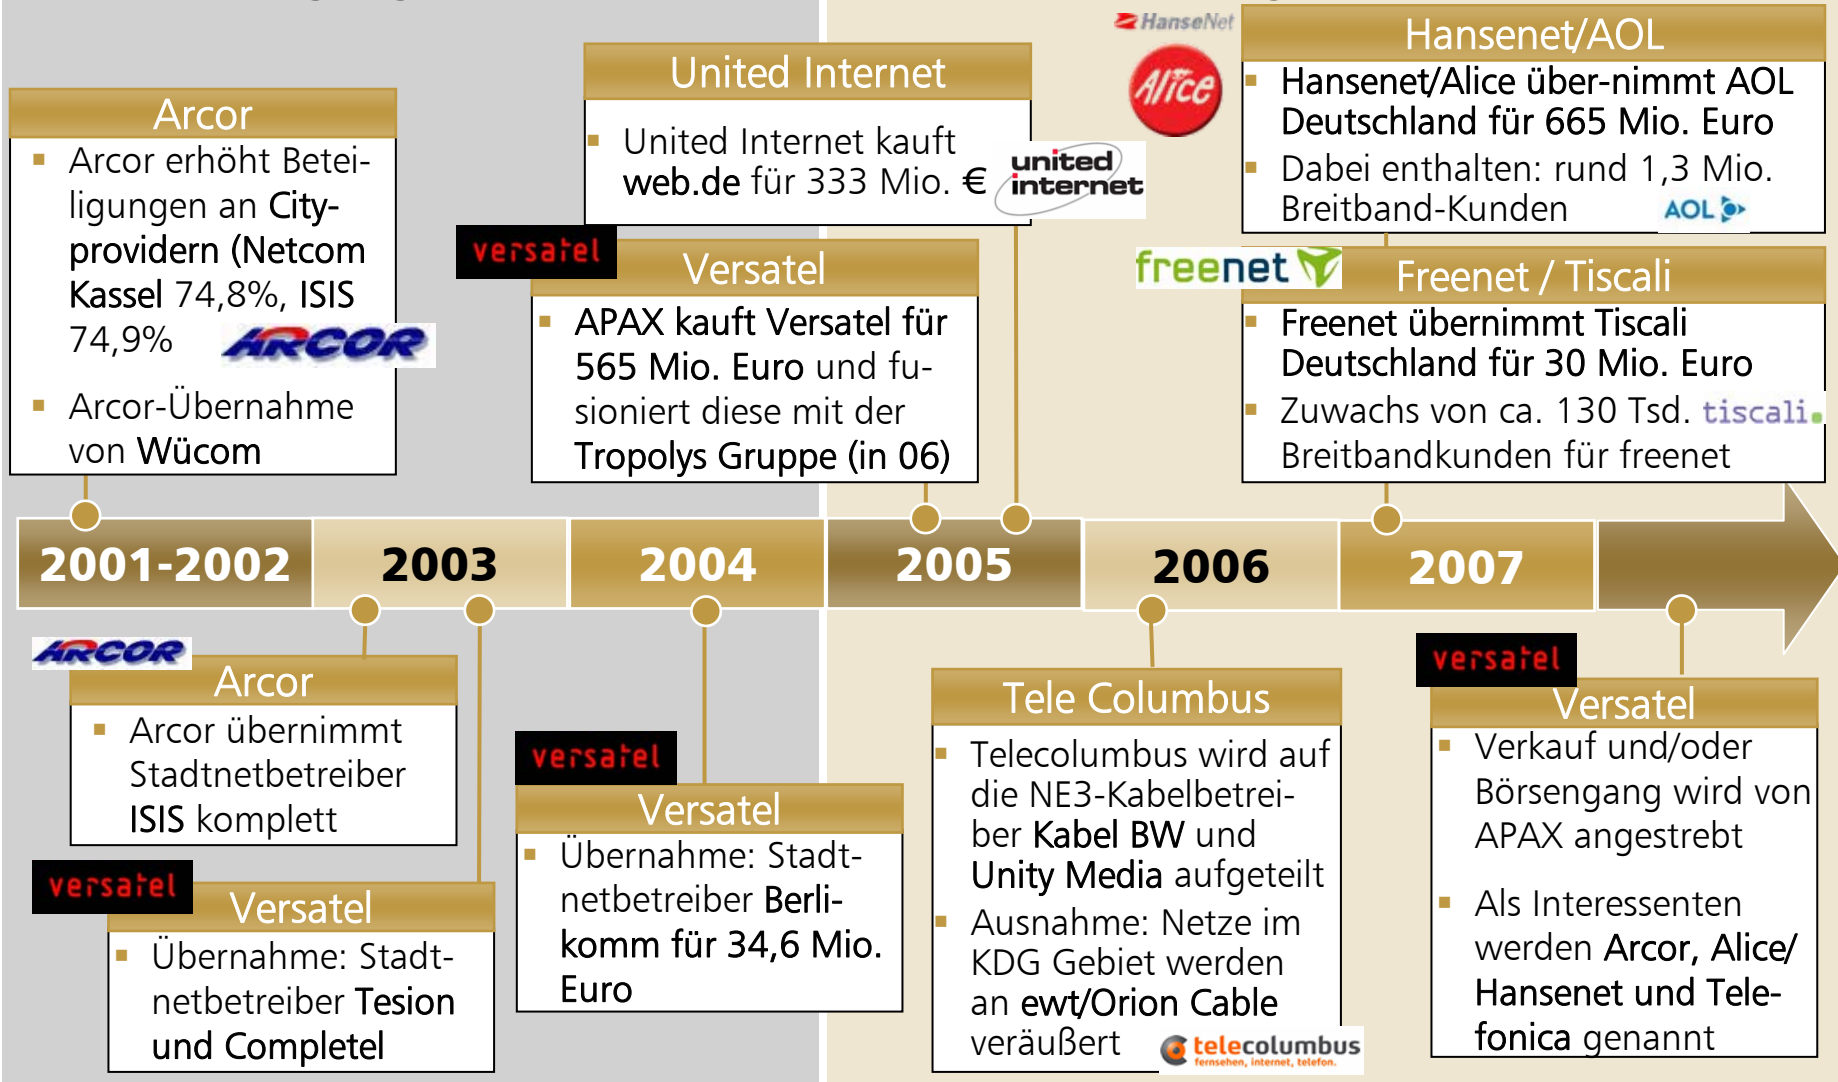 Arcor
Arcor erhöht Betei-
ligungen an City-
providern (Netcom
Kassel 74,8%, ISIS
74,9%
ARCOR
Arcor-Übernahme
von Wücom
United Internet
United Internet kauft
web.de für 333 Mio. €
united
internet
versatel
Versatel
APAX kauft Versatel für
565 Mio. Euro und fu-
sioniert diese mit der
Tropolys Gruppe (in 06)
HanseNet
Alice
Hansenet/AOL
Hansenet/Alice über-nimmt AOL
Deutschland für 665 Mio. Euro
Dabei enthalten: rund 1,3 Mio.
Breitband-Kunden
AOL
freenet
Freenet / Tiscali
Freenet übernimmt Tiscali
Deutschland für 30 Mio. Euro
Zuwachs von ca. 130 Tsd.
tiscali.
Breitbandkunden für freenet
2001-2002
2003
2004
2005
2006
2007
ARCOR
Arcor
Arcor übernimmt
Stadtnetbetreiber
ISIS komplett
versatel
Versatel
Übernahme: Stadt-
netbetreiber Tesion
und Completel
versatel
Versatel
Übernahme: Stadt-
netbetreiber Berli-
komm für 34,6 Mio.
Euro
Tele Columbus
Telecolumbus wird auf
die NE3-Kabelbetrei-
ber Kabel BW und
Unity Media aufgeteilt
Ausnahme: Netze im
KDG Gebiet werden
an ewt/Orion Cable
veräußert
telecolumbus
fernsehen, internet, telefon.
versatel
Versatel
Verkauf und/oder
Börsengang wird von
APAX angestrebt
Als Interessenten
werden Arcor, Alice/
Hansenet und Tele-
fonica genannt